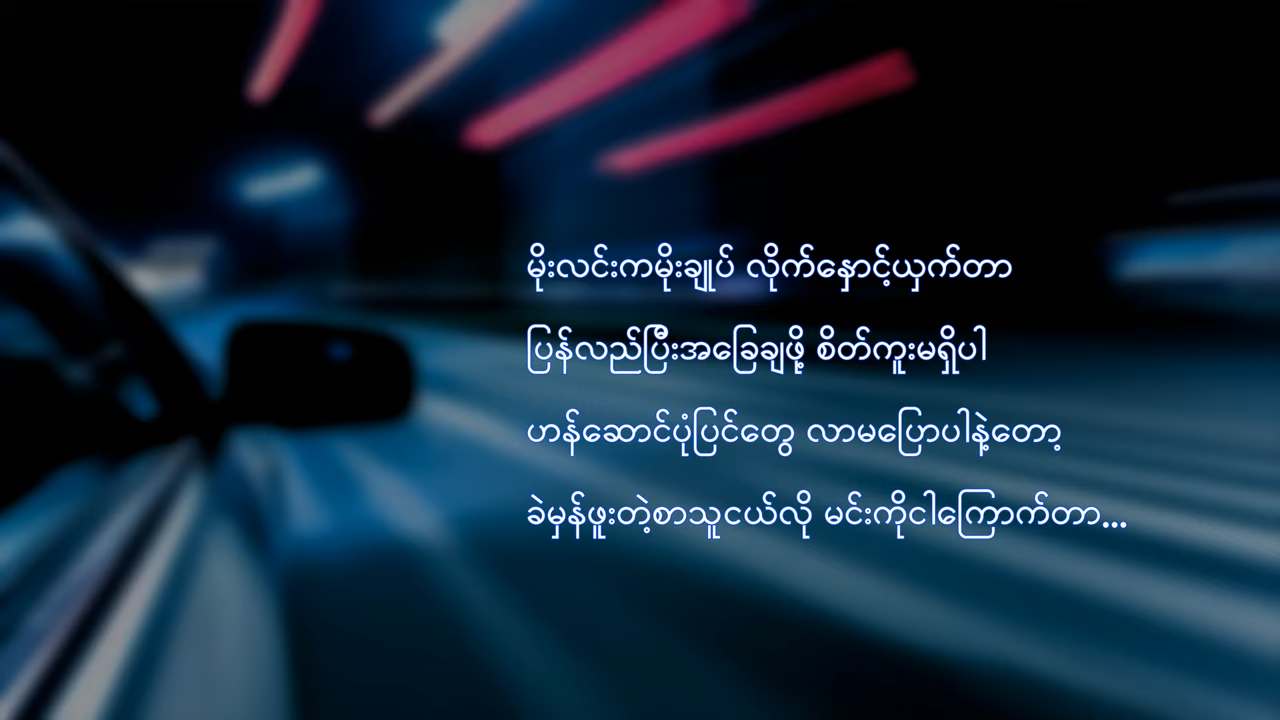 မိုးလင်းကမိုးချုပ် လိုက်နှောင့်ယှက်တာ
ပြန်လည်ပြီးအခြေချဖို့ စိတ်ကူးမရှိပါ
ဟန်ဆောင်ပုံပြင်တွေ လာမပြောပါနဲ့တော့
ခဲမှန်ဖူးတဲ့စာသူငယ်လို မင်းကိုငါကြောက်တာ...